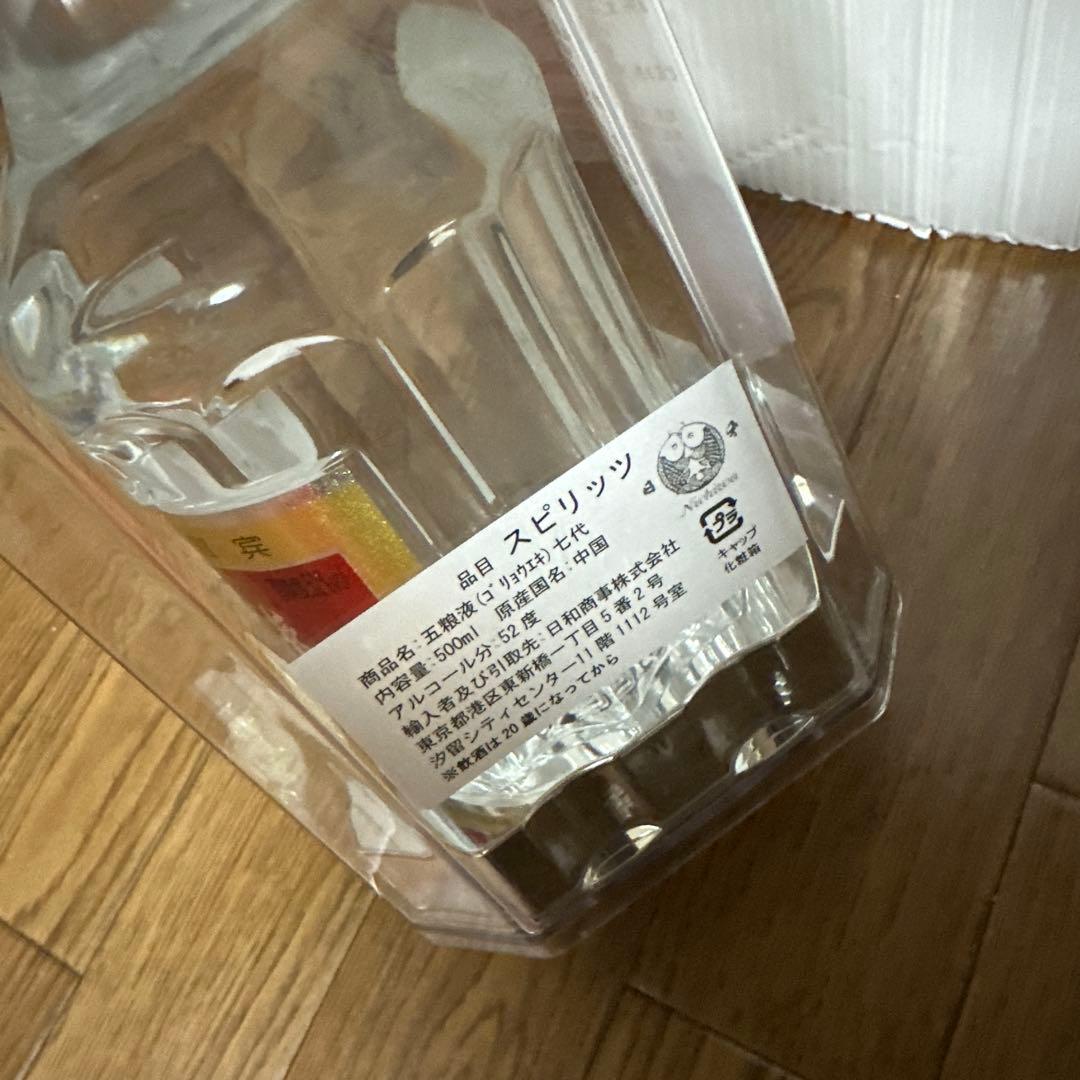 品目 スピリッツ
商品名：五粮液(ゴリョウエキ)七代
内容量：500ml 原産国名：中国
アルコール分：52度
輸入者及び引取先：日和商事株式会社
東京都港区東新橋一丁目5番2号
汐留シティセンター11階1112号室
※飲酒は20歳になってから
プラ
キャップ
化粧箱